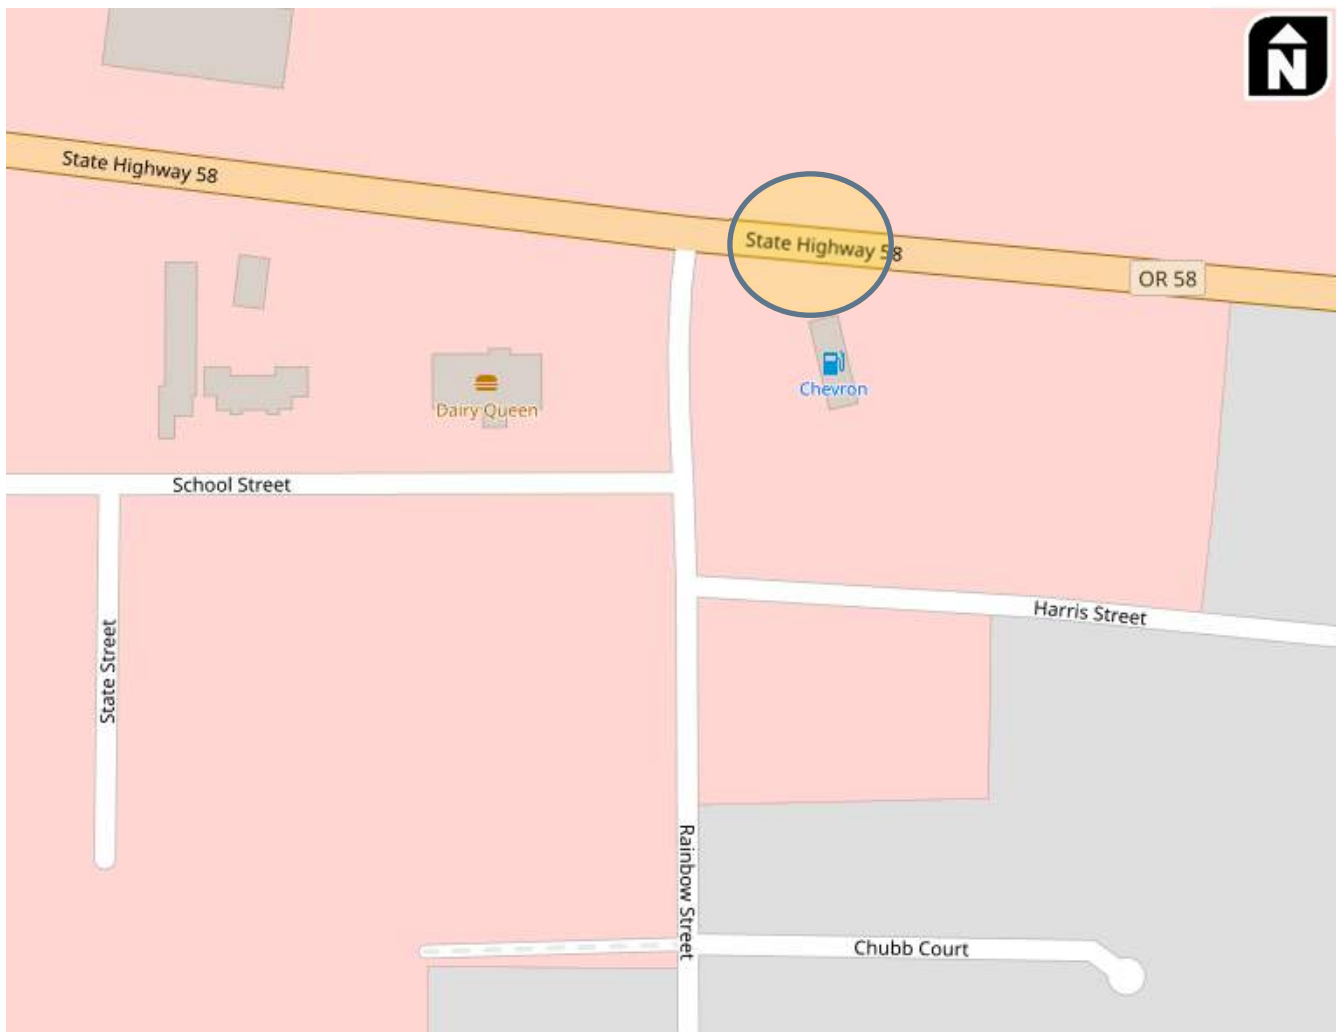 N
State Highway 58
State Highway 58
OR 58
Chevron
Dairy Queen
School Street
Harris Street
State Street
Rainbow Street
Chubb Court